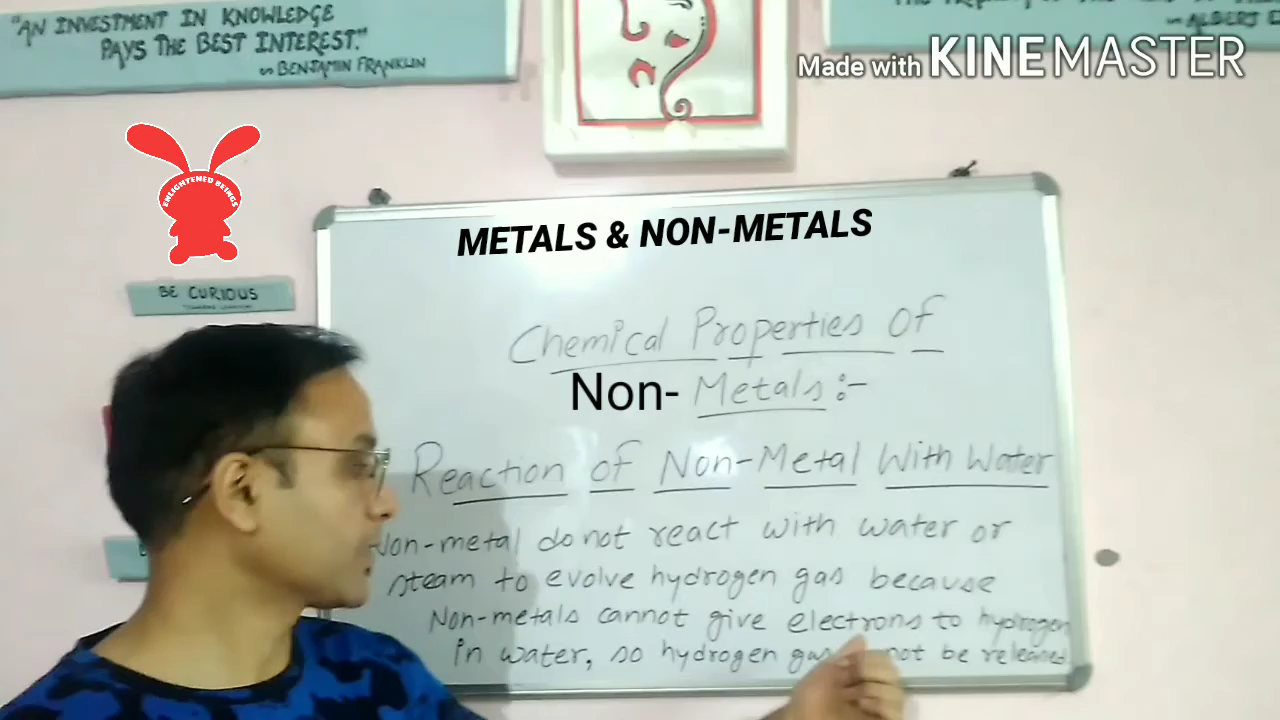 "AN INVESTMENT IN KNOWLEDGE
PAYS THE BEST INTEREST."
BENJAMIN FRANKLIN
ALBERT E
Made with KINEMASTER
ENLIGHTENED BEINGS
BE CURIOUS
METALS & NON-METALS
Chemical Properties Of
Non- Metals:-
Reaction of Non-Metal With Water
Non-metal do not react with water or
steam to evolve hydrogen gas because
Non-metals cannot give electrons to hydrogen
in water, so hydrogen gas not be released